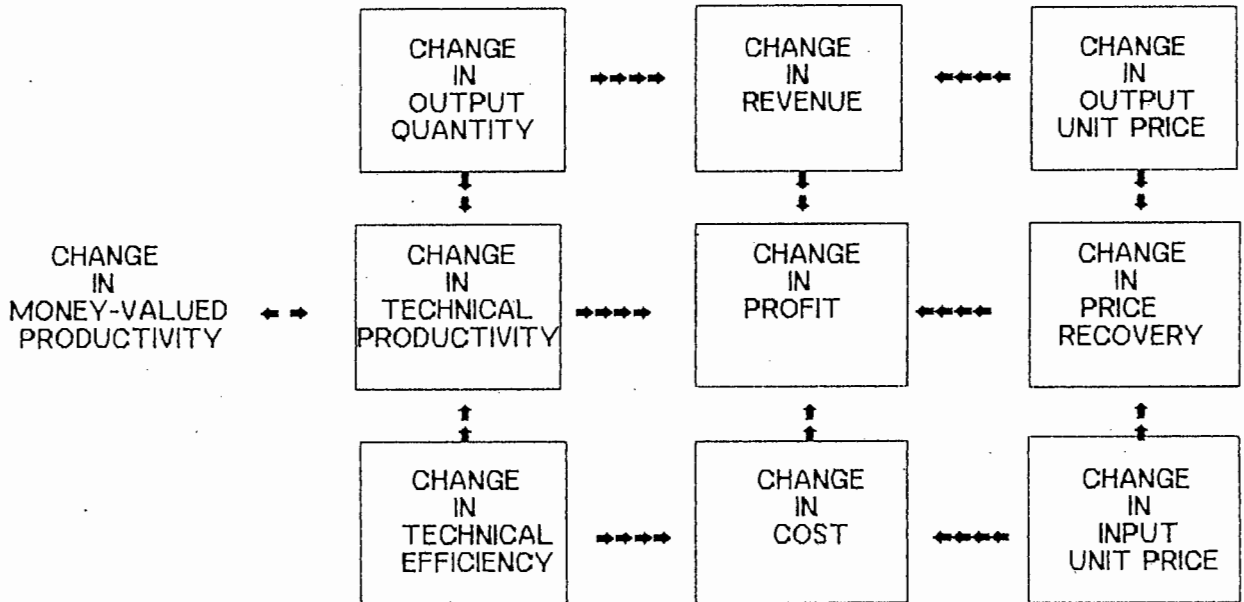 CHANGE
IN
OUTPUT
QUANTITY
CHANGE
IN
REVENUE
CHANGE
IN
OUTPUT
UNIT PRICE
CHANGE
IN
MONEY-VALUED
PRODUCTIVITY
CHANGE
IN
TECHNICAL
PRODUCTIVITY
CHANGE
IN
PROFIT
CHANGE
IN
PRICE
RECOVERY
CHANGE
IN
TECHNICAL
EFFICIENCY
CHANGE
IN
COST
CHANGE
IN
INPUT
UNIT PRICE